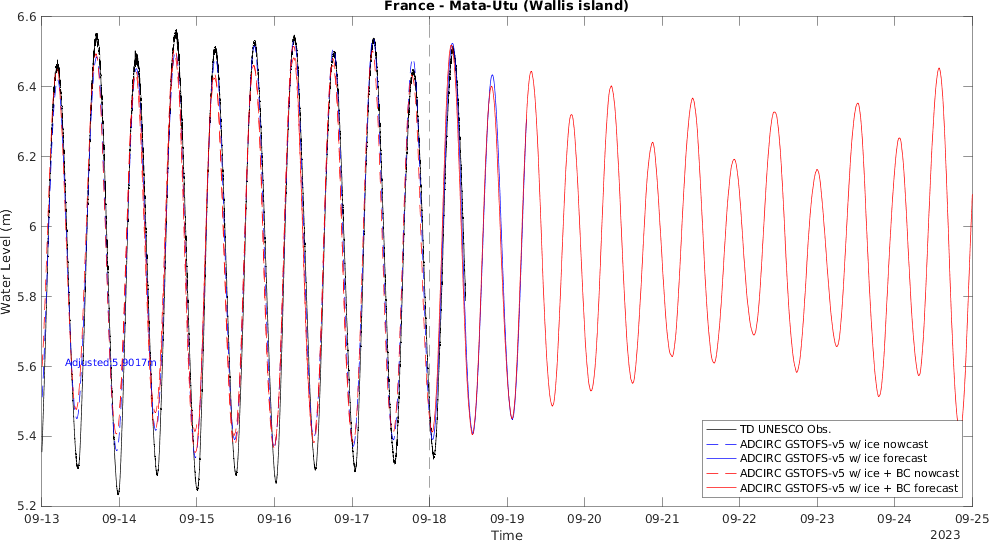 France - Mata-Utu (Wallis island)
6.6
6.4
6.2
6
5.8
5.6
5.4
5.2
Water Level (m)
Adjusted 5.9017m
TD UNESCO Obs.
ADCIRC GSTOFS-v5 w/ ice nowcast
ADCIRC GSTOFS-v5 w/ ice forecast
ADCIRC GSTOFS-v5 w/ ice + BC nowcast
ADCIRC GSTOFS-v5 w/ ice + BC forecast
09-13 09-14 09-15 09-16 09-17 09-18 09-19 09-20 09-21 09-22 09-23 09-24 09-25
Time
2023